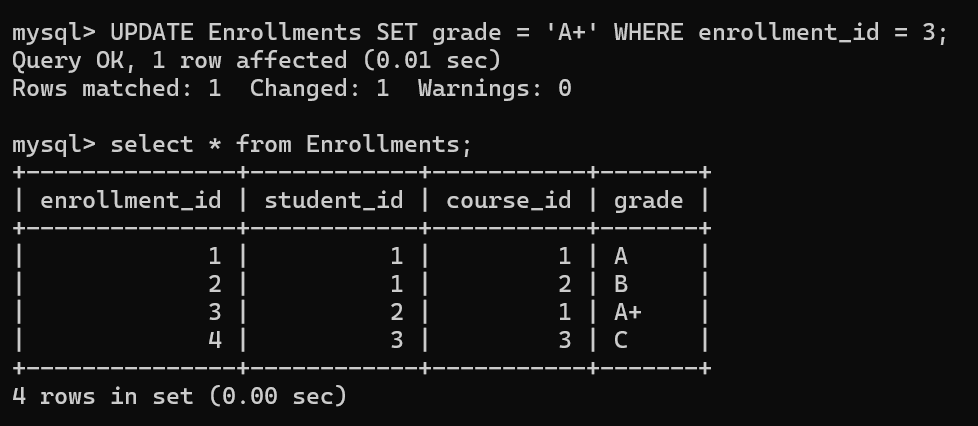 mysql> UPDATE Enrollments SET grade = 'A+' WHERE enrollment_id = 3;
Query OK, 1 row affected (0.01 sec)
Rows matched: 1  Changed: 1  Warnings: 0

mysql> select * from Enrollments;
+---------------+------------+-----------+-------+
| enrollment_id | student_id | course_id | grade |
+---------------+------------+-----------+-------+
|             1 |          1 |         1 | A     |
|             2 |          1 |         2 | B     |
|             3 |          2 |         1 | A+    |
|             4 |          3 |         3 | C     |
+---------------+------------+-----------+-------+
4 rows in set (0.00 sec)